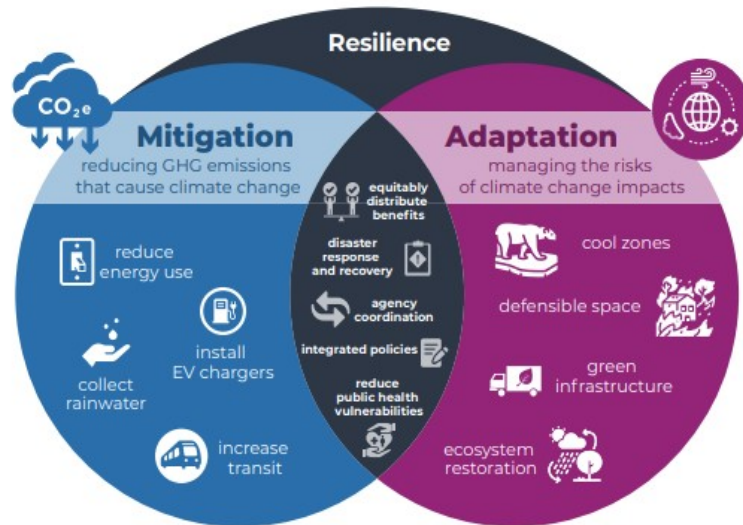 Resilience
CO₂e
Mitigation
reducing GHG emissions
that cause climate change
Adaptation
managing the risks
of climate change impacts
equitably
distribute
benefits
disaster
response
and recovery
agency
coordination
integrated policies
reduce
public health
vulnerabilities
reduce
energy use
install
EV chargers
collect
rainwater
increase
transit
cool zones
defensible space
green
infrastructure
ecosystem
restoration